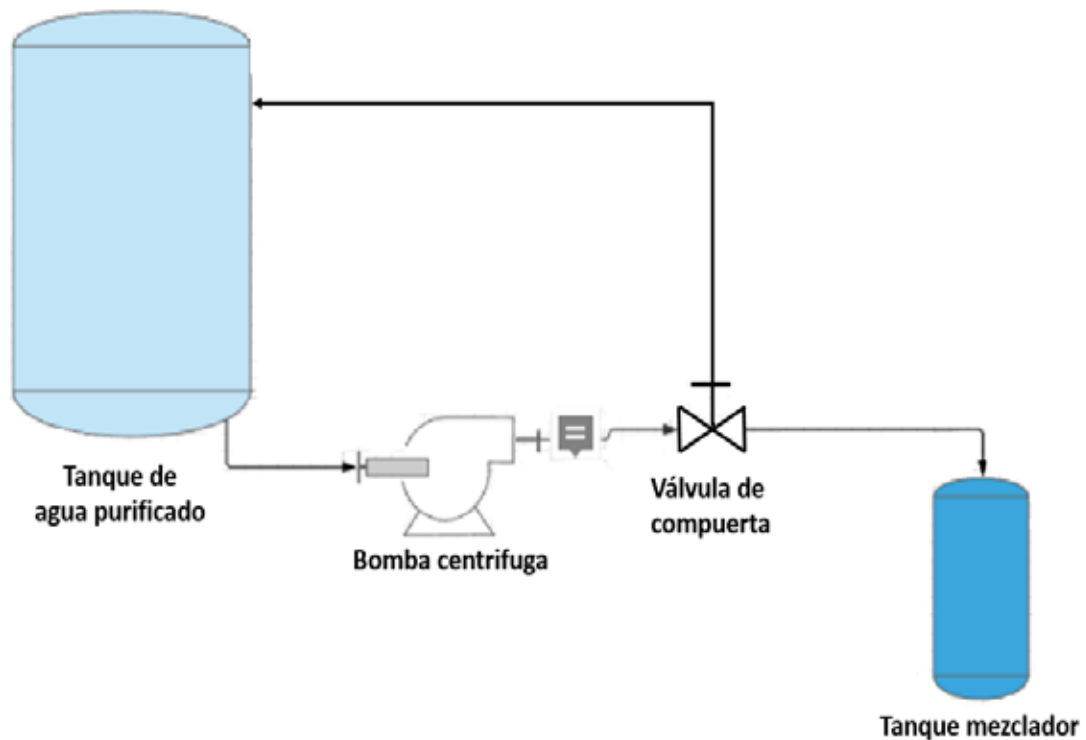 Tanque de
agua purificado
Bomba centrifuga
Válvula de
compuerta
Tanque mezclador